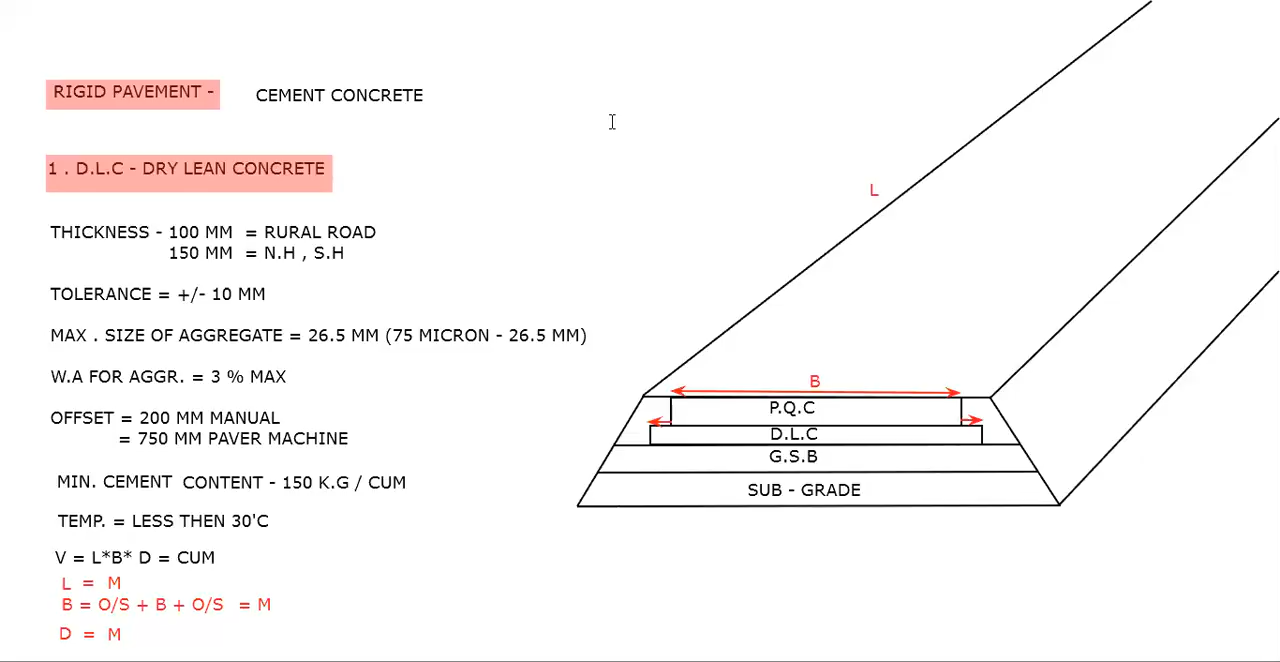 RIGID PAVEMENT - CEMENT CONCRETE
1 . D.L.C - DRY LEAN CONCRETE
THICKNESS - 100 MM = RURAL ROAD
150 MM = N.H , S.H
TOLERANCE = +/- 10 MM
MAX . SIZE OF AGGREGATE = 26.5 MM (75 MICRON - 26.5 MM)
W.A FOR AGGR. = 3 % MAX
OFFSET = 200 MM MANUAL
= 750 MM PAVER MACHINE
MIN. CEMENT CONTENT - 150 K.G / CUM
TEMP. = LESS THEN 30'C
V = L*B* D = CUM
L = M
B = O/S + B + O/S = M
D = M
L
B
P.Q.C
D.L.C
G.S.B
SUB - GRADE